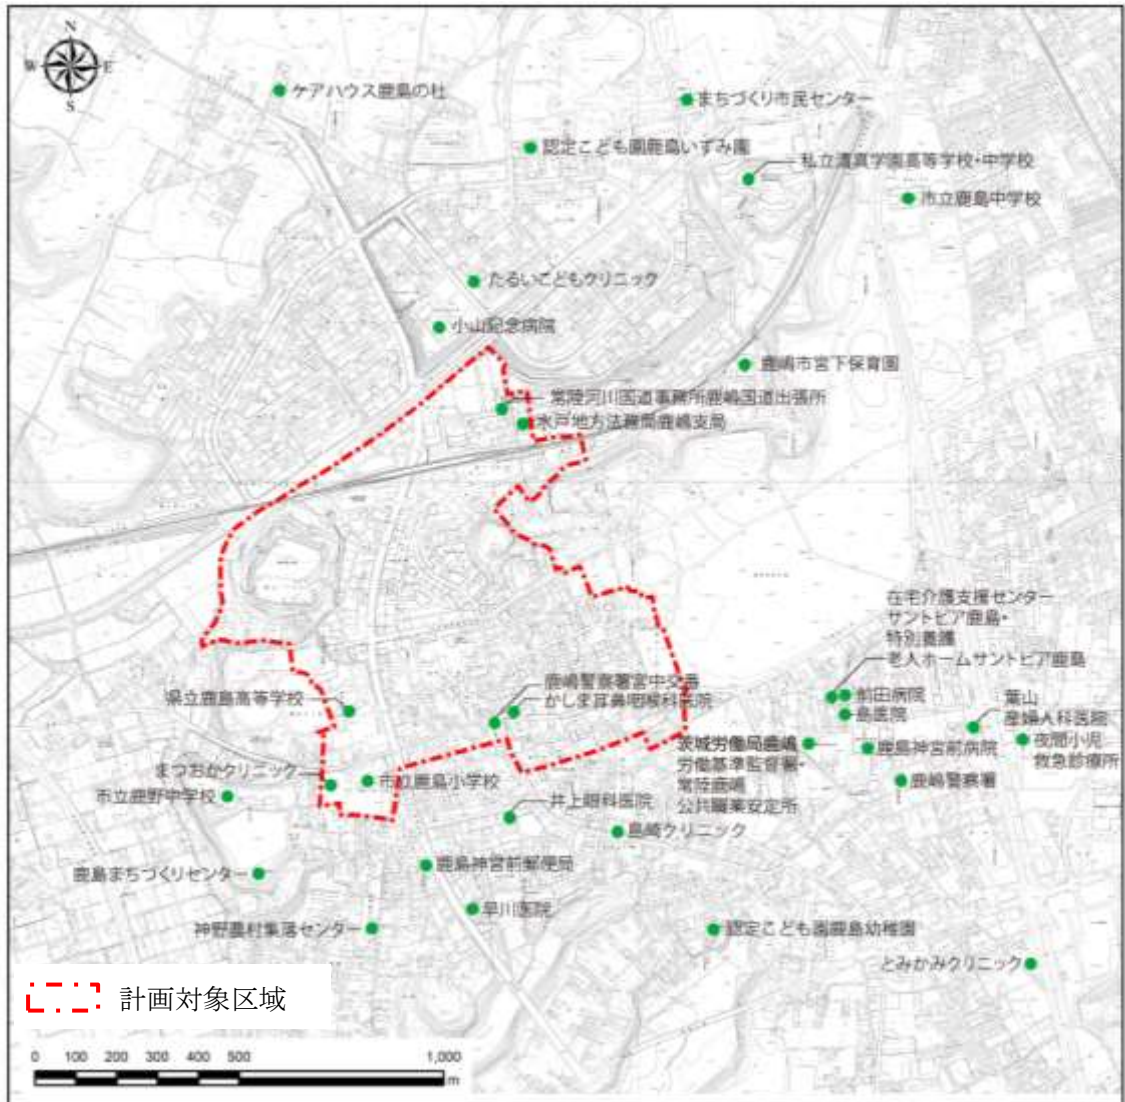 N
W
E
S
ケアハウス鹿島の杜
まちづくり市民センター
認定こども園鹿島いずみ園
私立清真学園高等学校・中学校
市立鹿島中学校
たるいこどもクリニック
小山記念病院
鹿嶋市宮下保育園
常陸河川国道事務所鹿嶋国道出張所
水戸地方法務局鹿嶋支局
在宅介護支援センター
サントピア鹿島・
特別養護
老人ホームサントピア鹿島
鹿嶋警察署宮中交番
かしま耳鼻咽喉科医院
県立鹿島高等学校
前田病院
島医院
葉山
産婦人科医院
夜間小児
救急診療所
茨城労働局鹿嶋
労働基準監督署・
常陸鹿嶋
公共職業安定所
鹿島神宮前病院
鹿嶋警察署
まつおかクリニック
市立鹿島小学校
市立鹿野中学校
井上眼科医院
島崎クリニック
鹿島まちづくりセンター
鹿島神宮前郵便局
早川医院
神野農村集落センター
認定こども園鹿島幼稚園
とみかみクリニック
計画対象区域
0 100 200 300 400 500 1,000
m